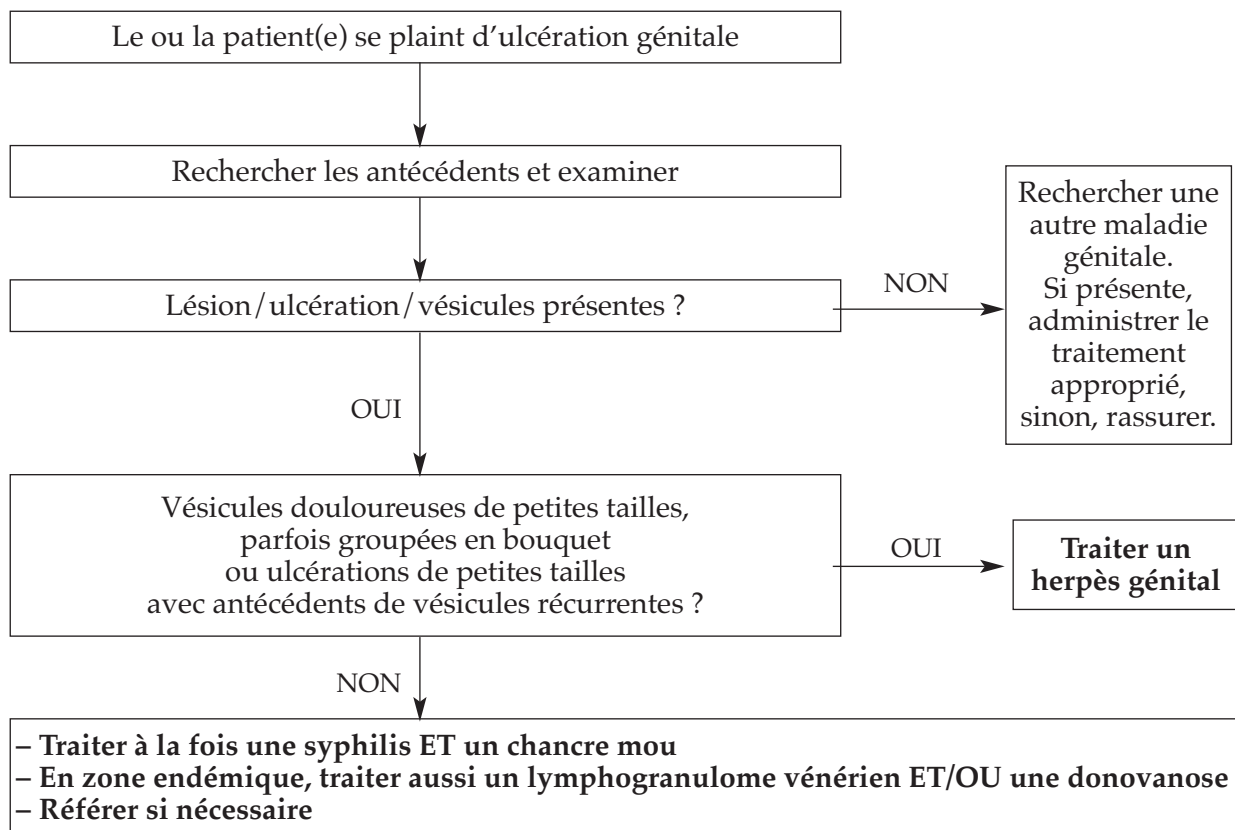 Le ou la patient(e) se plaint d'ulcération génitale
Rechercher les antécédents et examiner
Lésion/ulcération/vésicules présentes ?
NON
Rechercher une
autre maladie
génitale.
Si présente,
administrer le
traitement
approprié,
sinon, rassurer.
OUI
Vésicules douloureuses de petites tailles,
parfois groupées en bouquet
ou ulcérations de petites tailles
avec antécédents de vésicules récurrentes ?
OUI
Traiter un
herpès génital
NON
– Traiter à la fois une syphilis ET un chancre mou
– En zone endémique, traiter aussi un lymphogranulome vénérien ET/OU une donovanose
– Référer si nécessaire